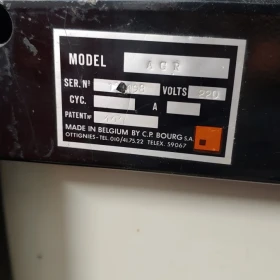 MODEL
SER. Nº VOLTS 220
CYC. A
PATENT Nº
MADE IN BELGIUM BY C.P. BOURG S.A.
OTTIGNIES-TEL. 010/41.75.22 TELEX. 59067